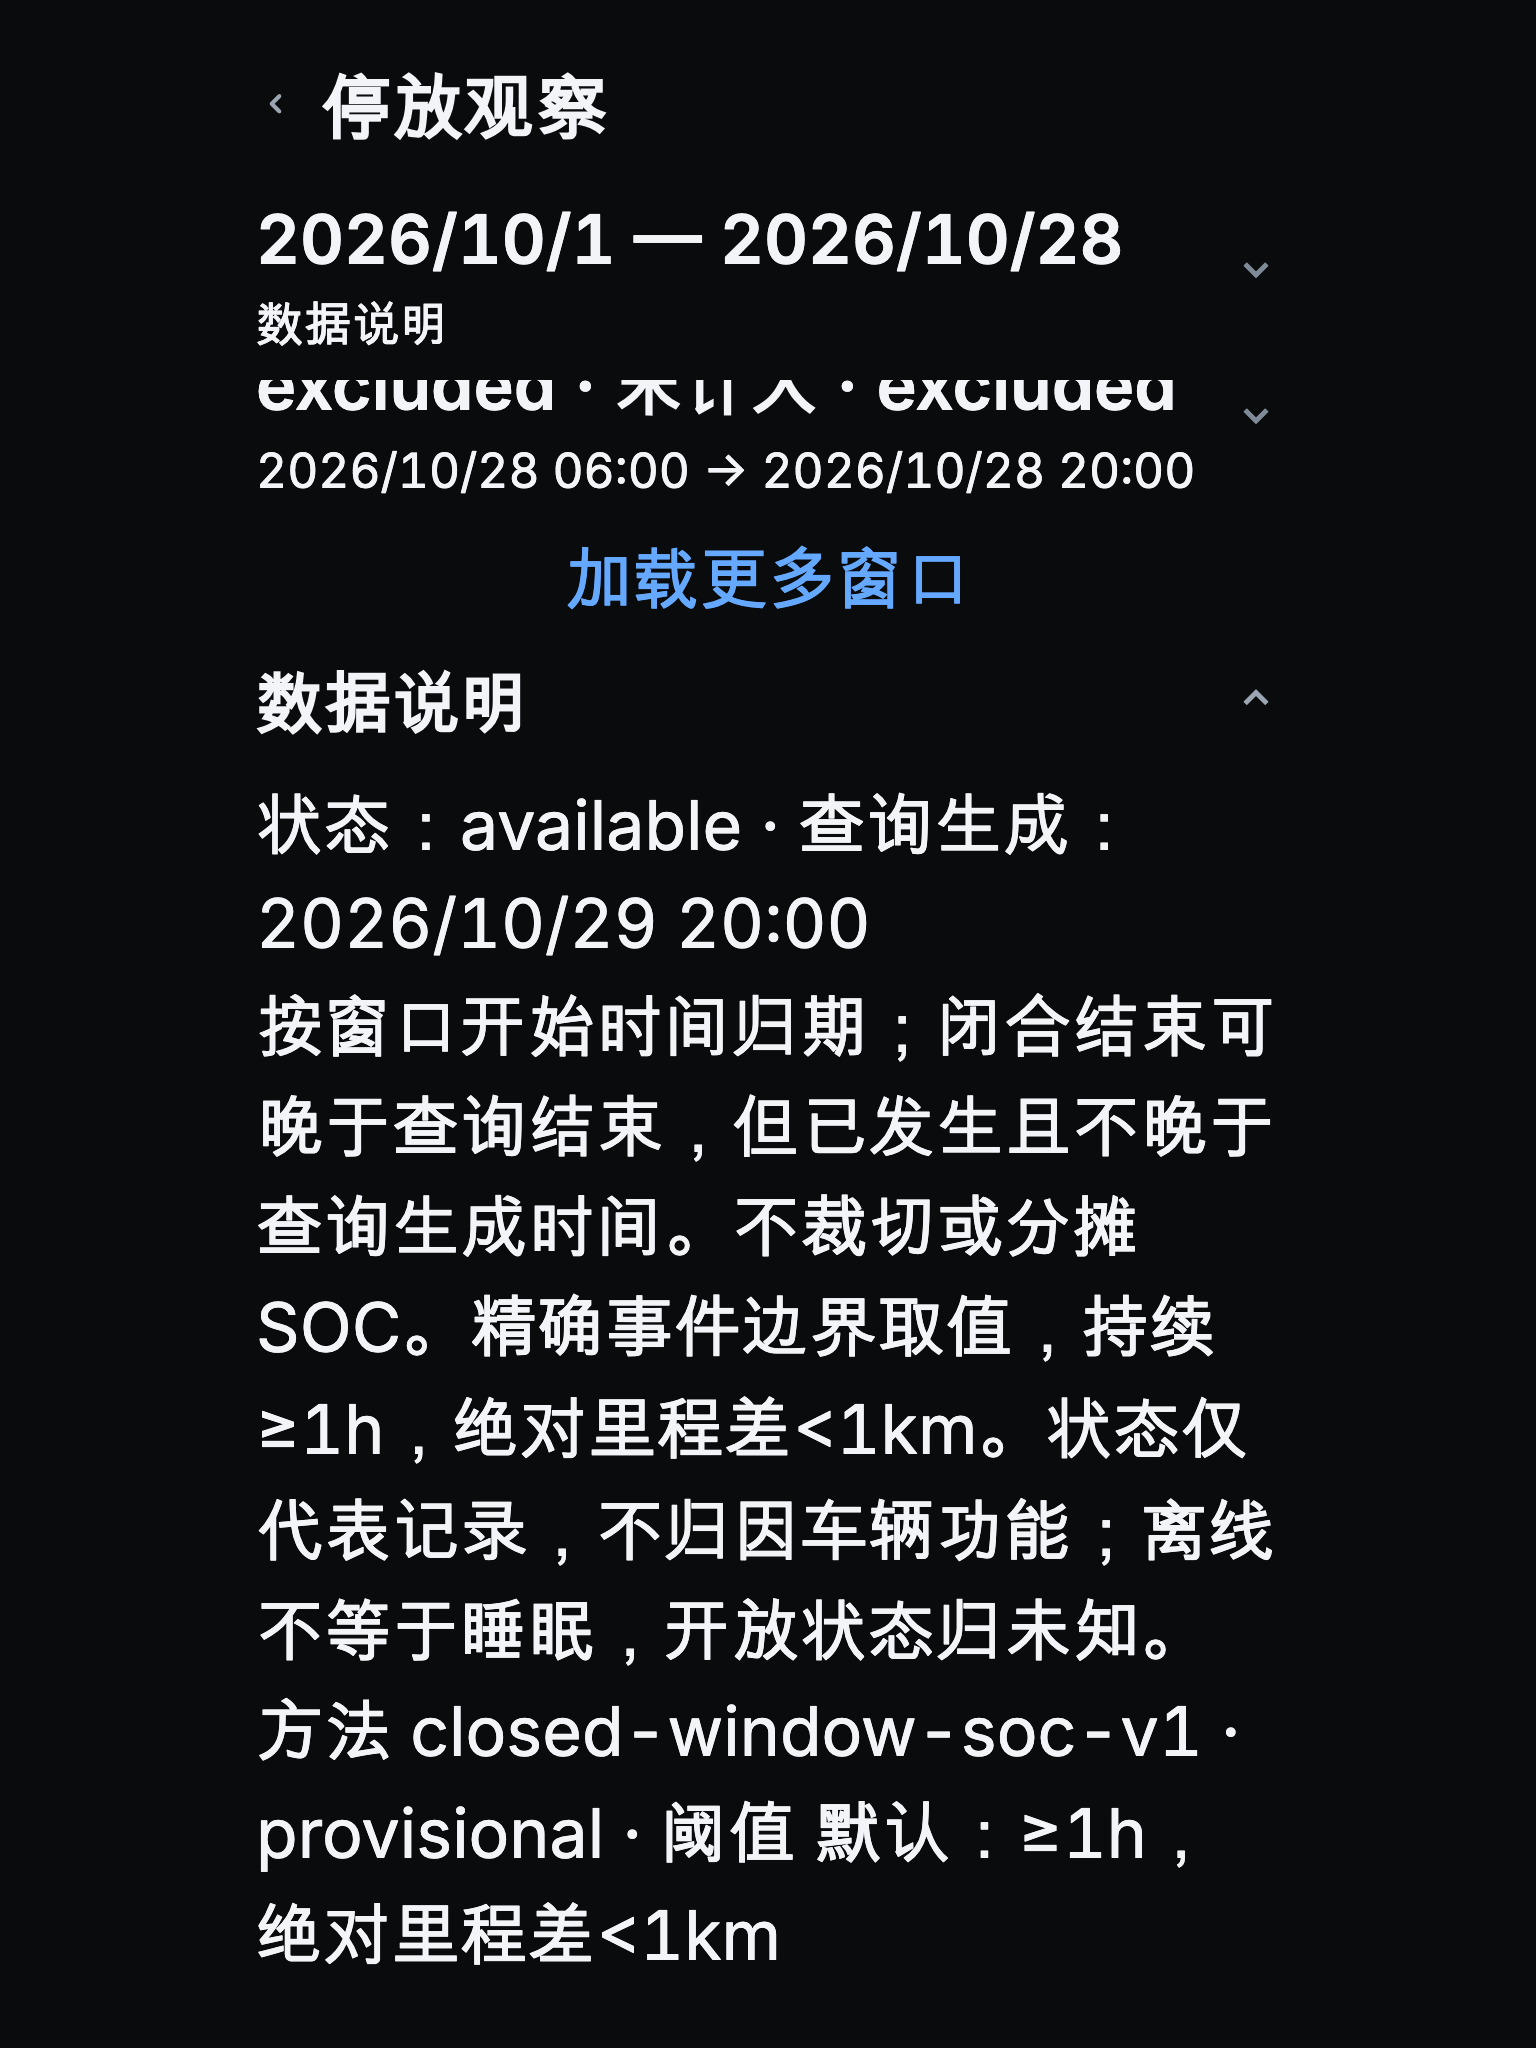 停放观察
2026/10/1 — 2026/10/28
数据说明
excluded · 未计入 · excluded
2026/10/28 06:00 → 2026/10/28 20:00
加载更多窗口
数据说明
状态：available · 查询生成：
2026/10/29 20:00
按窗口开始时间归期；闭合结束可
晚于查询结束，但已发生且不晚于
查询生成时间。不裁切或分摊
SOC。精确事件边界取值，持续
≥1h，绝对里程差<1km。状态仅
代表记录，不归因车辆功能；离线
不等于睡眠，开放状态归未知。
方法 closed-window-soc-v1 ·
provisional · 阈值 默认：≥1h，
绝对里程差<1km